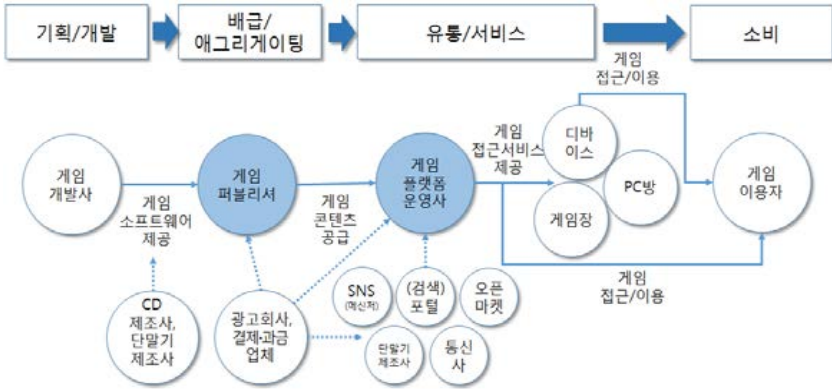 기획/개발
배급/
애그리게이팅
유통/서비스
소비
게임
접근/이용
게임
개발사
게임
소프트웨어
제공
게임
퍼블리셔
게임
콘텐츠
공급
게임
플랫폼
운영사
게임
접근서비스
제공
디바
이스
PC방
게임장
게임
이용자
게임
접근/이용
CD
제조사,
단말기
제조사
광고회사,
결제·과금
업체
SNS
(메신저)
(검색)
포털
오픈
마켓
단말기
제조사
통신
사